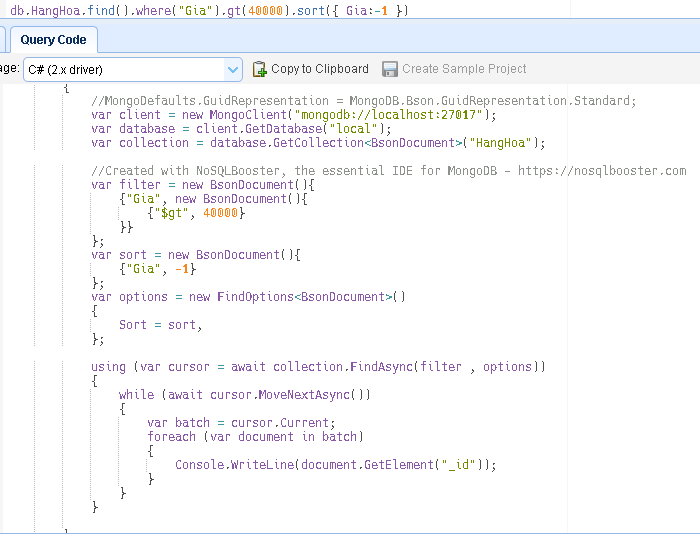 db.HangHoa.find().where("Gia").gt(40000).sort({ Gia:-1 })
Query Code
age: C# (2.x driver) Copy to Clipboard Create Sample Project
{
//MongoDefaults.GuidRepresentation = MongoDB.Bson.GuidRepresentation.Standard;
var client = new MongoClient("mongodb://localhost:27017");
var database = client.GetDatabase("local");
var collection = database.GetCollection<BsonDocument>("HangHoa");
//Created with NoSQLBooster, the essential IDE for MongoDB - https://nosqlbooster.com
var filter = new BsonDocument(){
{"Gia", new BsonDocument(){
{"$gt", 40000}
}}
};
var sort = new BsonDocument(){
{"Gia", -1}
};
var options = new FindOptions<BsonDocument>()
{
Sort = sort,
};
using (var cursor = await collection.FindAsync(filter , options))
{
while (await cursor.MoveNextAsync())
{
var batch = cursor.Current;
foreach (var document in batch)
{
Console.WriteLine(document.GetElement("_id"));
}
}
}